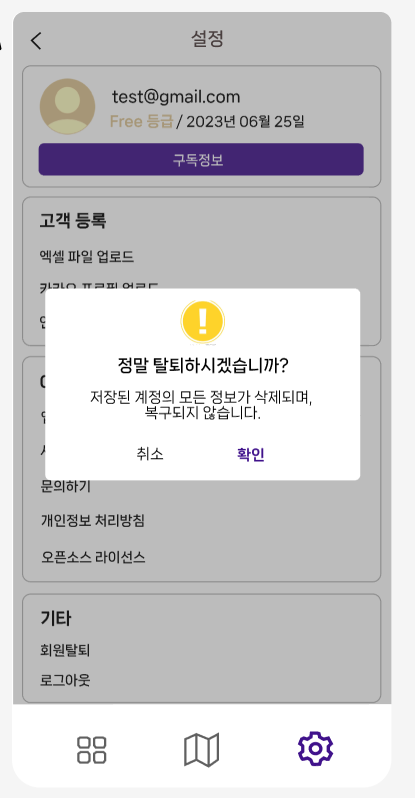 설정
test@gmail.com
Free 등급 / 2023년 06월 25일
구독정보
고객 등록
엑셀 파일 업로드
정말 탈퇴하시겠습니까?
저장된 계정의 모든 정보가 삭제되며,
복구되지 않습니다.
취소 확인
문의하기
개인정보 처리방침
오픈소스 라이선스
기타
회원탈퇴
로그아웃